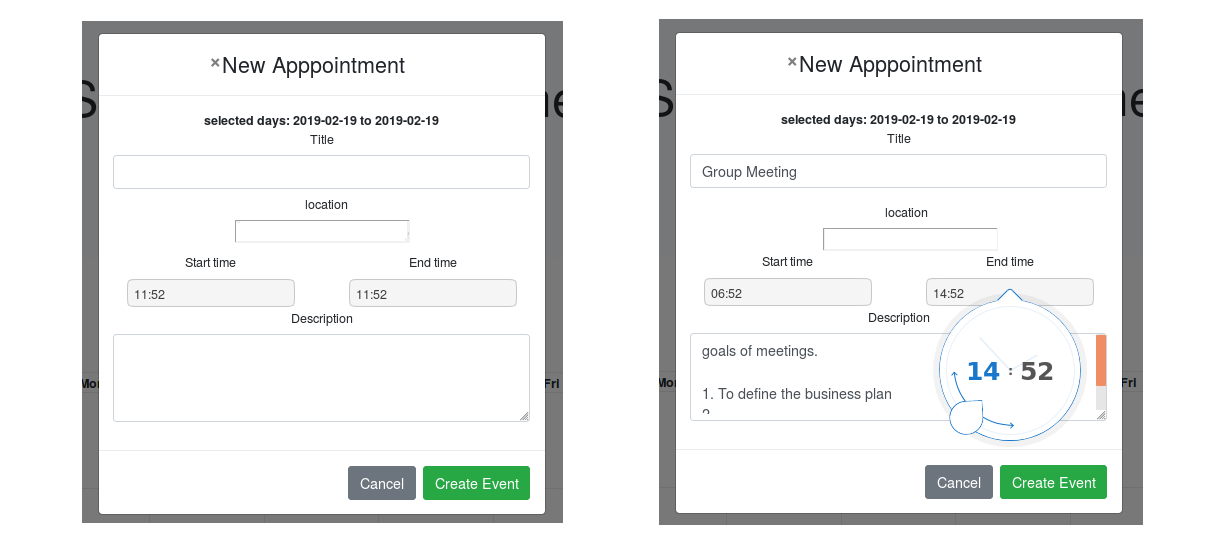 × New Apppointment
selected days: 2019-02-19 to 2019-02-19
Title
location
Start time End time
11:52 11:52
Description
Mon Fri
Cancel Create Event
× New Apppointment
selected days: 2019-02-19 to 2019-02-19
Title
Group Meeting
location
Start time End time
06:52 14:52
Description
goals of meetings.
14 : 52
1. To define the business plan
2
Mon Fri
Cancel Create Event